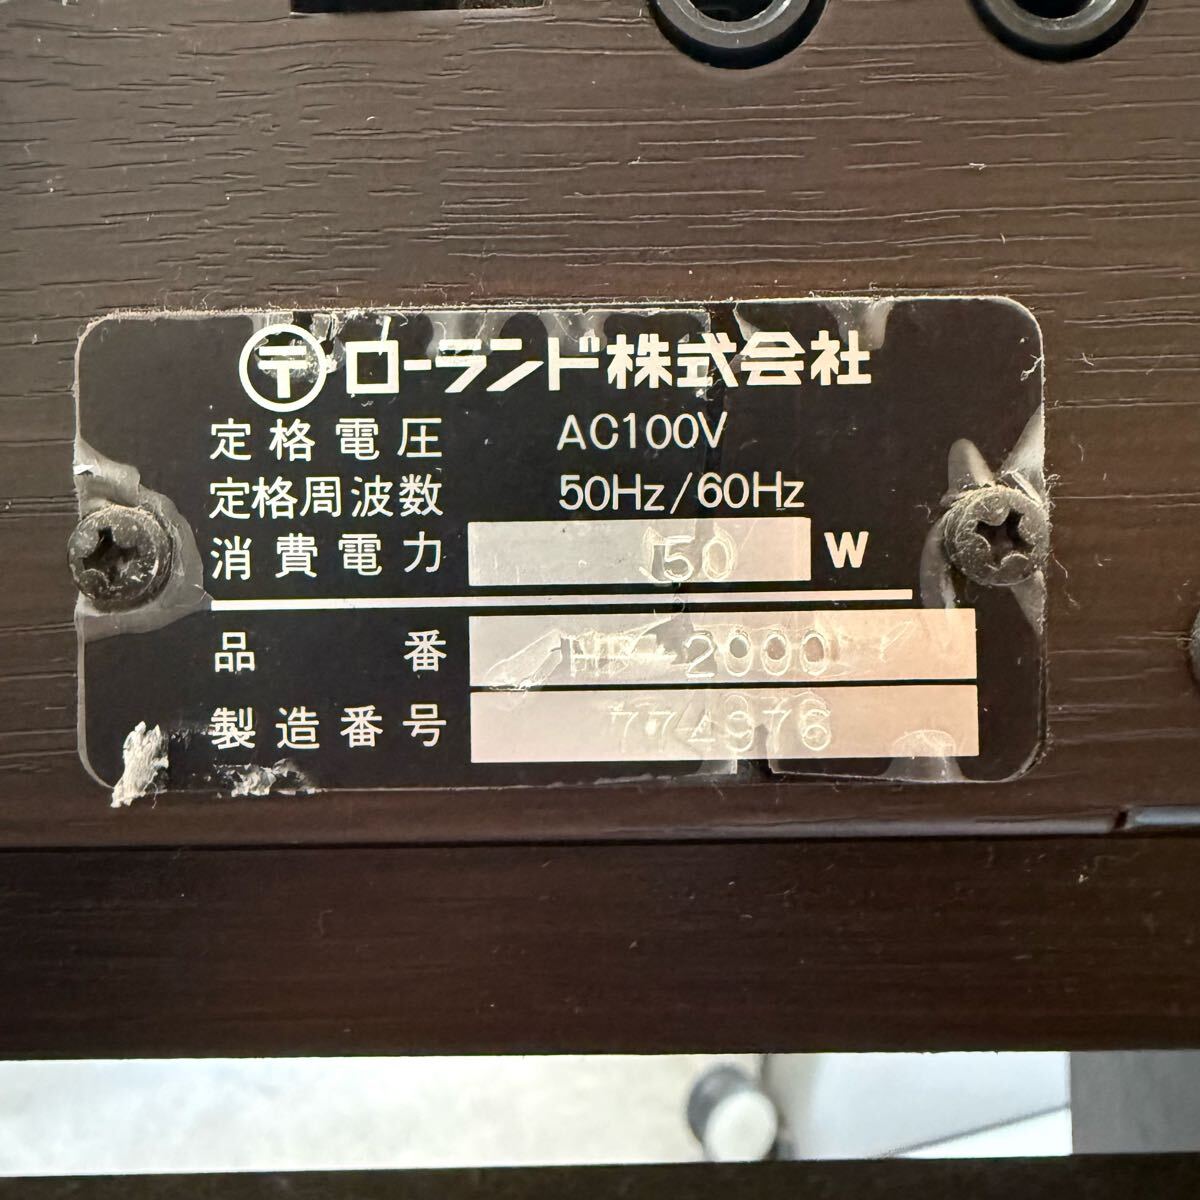 〒 ローランド株式会社
定格電圧 AC100V
定格周波数 50Hz/60Hz
消費電力 50 W
品番 HP-2000
製造番号 774976